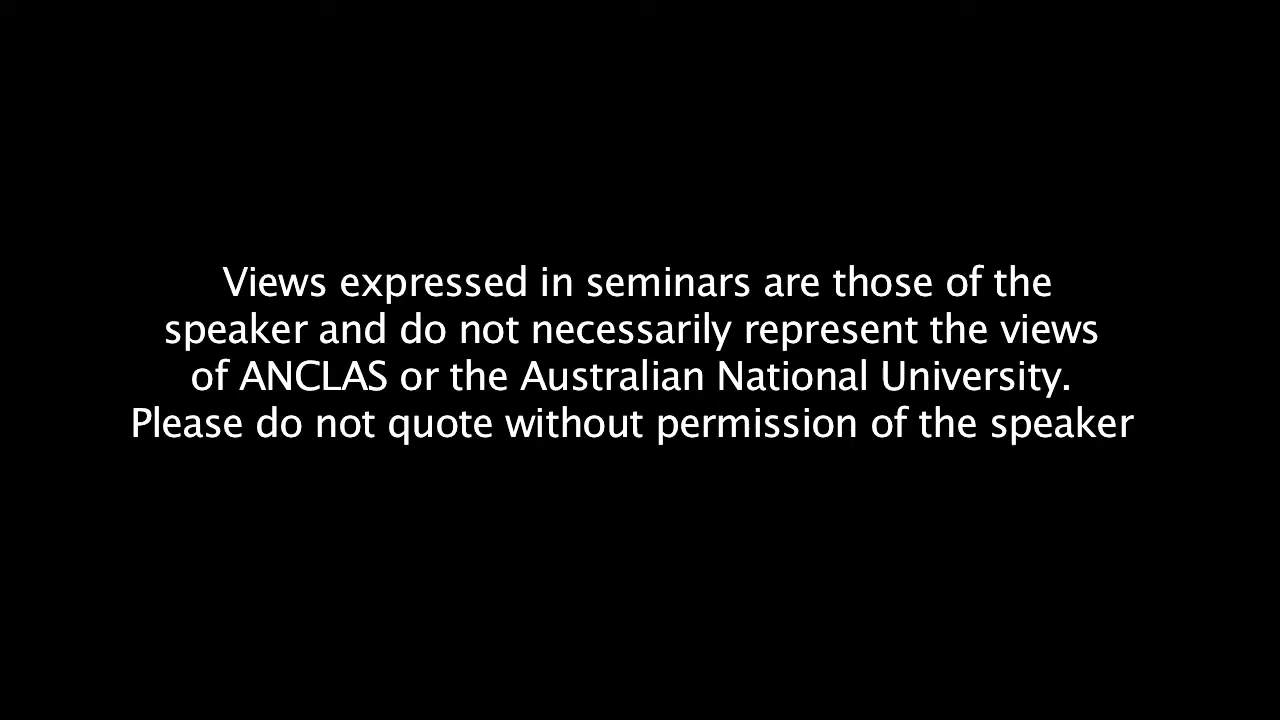 Views expressed in seminars are those of the
speaker and do not necessarily represent the views
of ANCLAS or the Australian National University.
Please do not quote without permission of the speaker